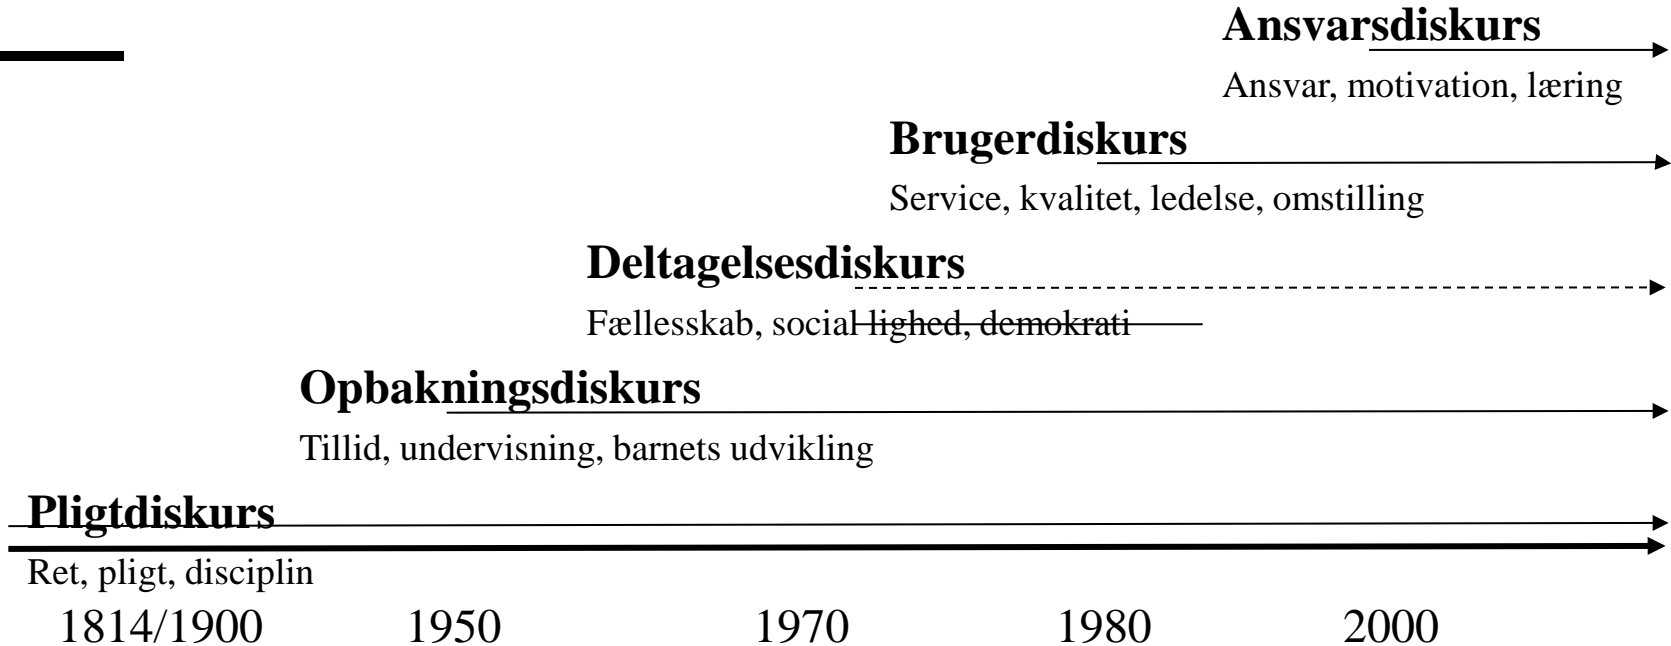 Ansvarsdiskurs
Ansvar, motivation, læring
Brugerdiskurs
Service, kvalitet, ledelse, omstilling
Deltagelsesdiskurs
Fællesskab, social lighed, demokrati
Opbakningsdiskurs
Tillid, undervisning, barnets udvikling
Pligtdiskurs
Ret, pligt, disciplin
1814/1900 1950 1970 1980 2000